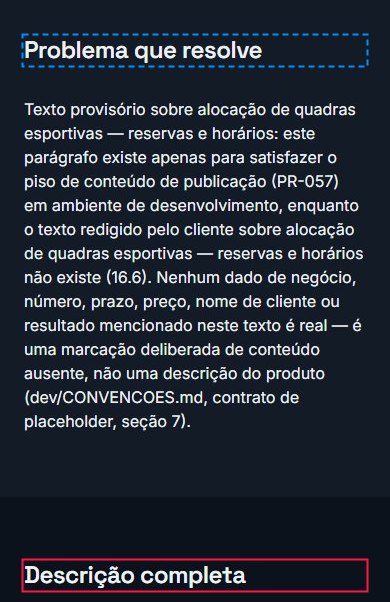 Problema que resolve
Texto provisório sobre alocação de quadras
esportivas — reservas e horários: este
parágrafo existe apenas para satisfazer o
piso de conteúdo de publicação (PR-057)
em ambiente de desenvolvimento, enquanto
o texto redigido pelo cliente sobre alocação
de quadras esportivas — reservas e horários
não existe (16.6). Nenhum dado de negócio,
número, prazo, preço, nome de cliente ou
resultado mencionado neste texto é real — é
uma marcação deliberada de conteúdo
ausente, não uma descrição do produto
(dev/CONVENCOES.md, contrato de
placeholder, seção 7).
Descrição completa